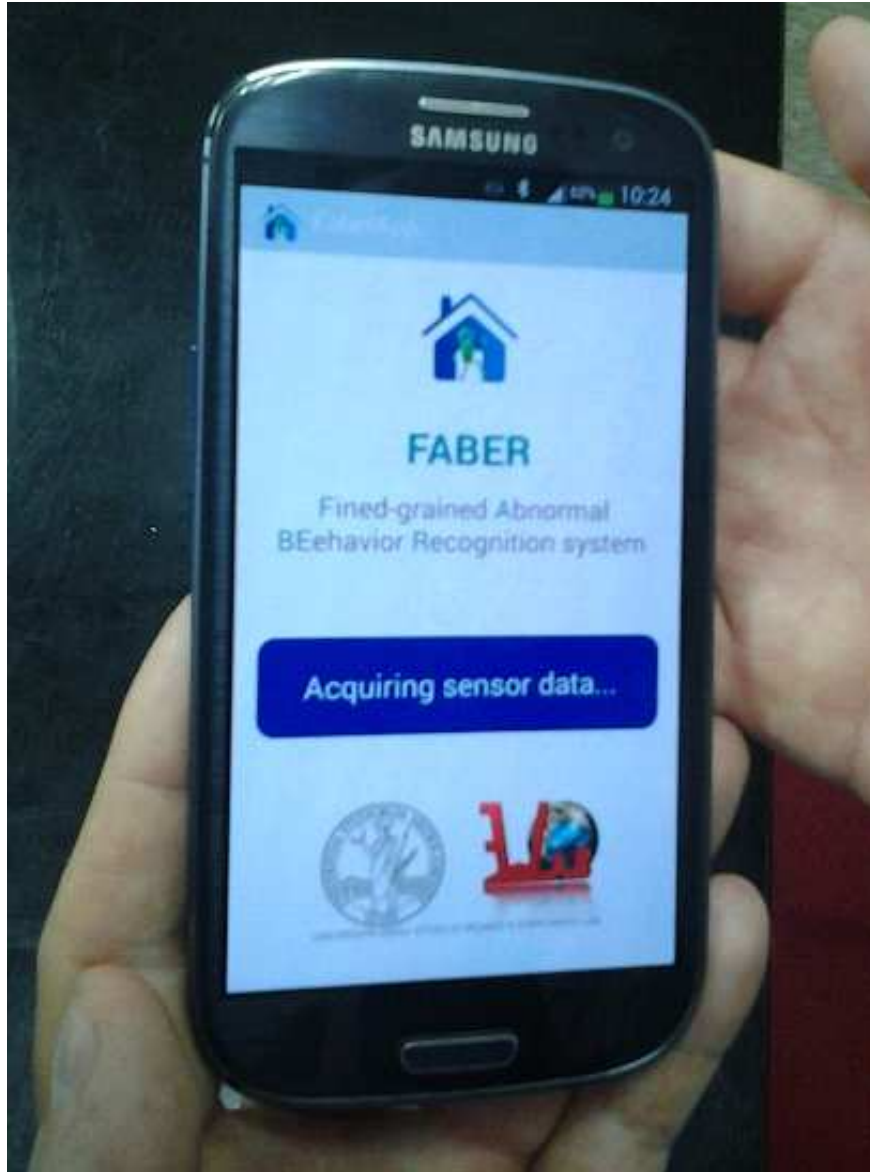 SAMSUNG
10:24
FABER
Fined-grained Abnormal
BEehavior Recognition system
Acquiring sensor data...